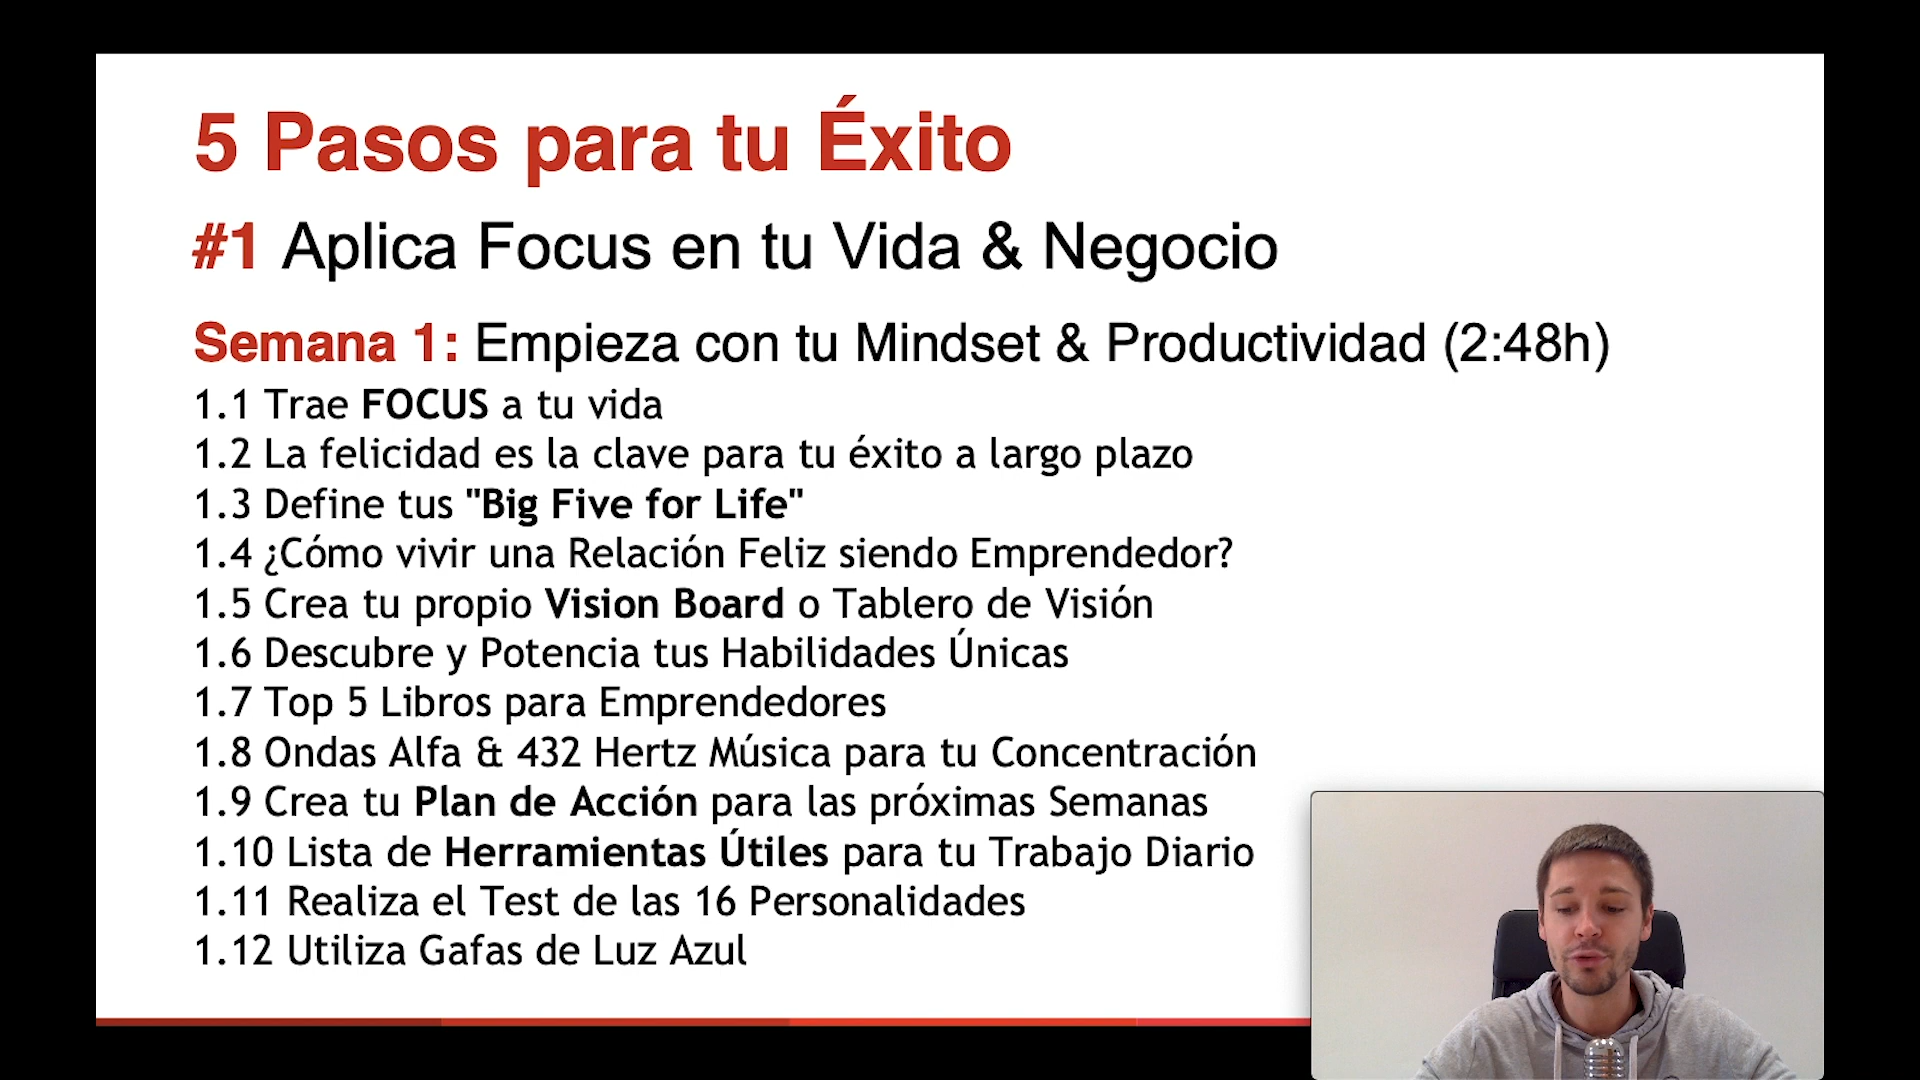 5 Pasos para tu Éxito
#1 Aplica Focus en tu Vida & Negocio
Semana 1: Empieza con tu Mindset & Productividad (2:48h)
1.1 Trae FOCUS a tu vida
1.2 La felicidad es la clave para tu éxito a largo plazo
1.3 Define tus "Big Five for Life"
1.4 ¿Cómo vivir una Relación Feliz siendo Emprendedor?
1.5 Crea tu propio Vision Board o Tablero de Visión
1.6 Descubre y Potencia tus Habilidades Únicas
1.7 Top 5 Libros para Emprendedores
1.8 Ondas Alfa & 432 Hertz Música para tu Concentración
1.9 Crea tu Plan de Acción para las próximas Semanas
1.10 Lista de Herramientas Útiles para tu Trabajo Diario
1.11 Realiza el Test de las 16 Personalidades
1.12 Utiliza Gafas de Luz Azul